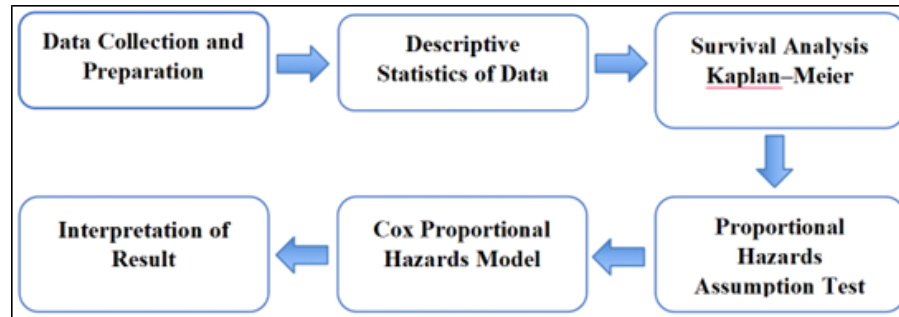 Data Collection and
Preparation
Descriptive
Statistics of Data
Survival Analysis
Kaplan–Meier
Proportional
Hazards
Assumption Test
Cox Proportional
Hazards Model
Interpretation of
Result